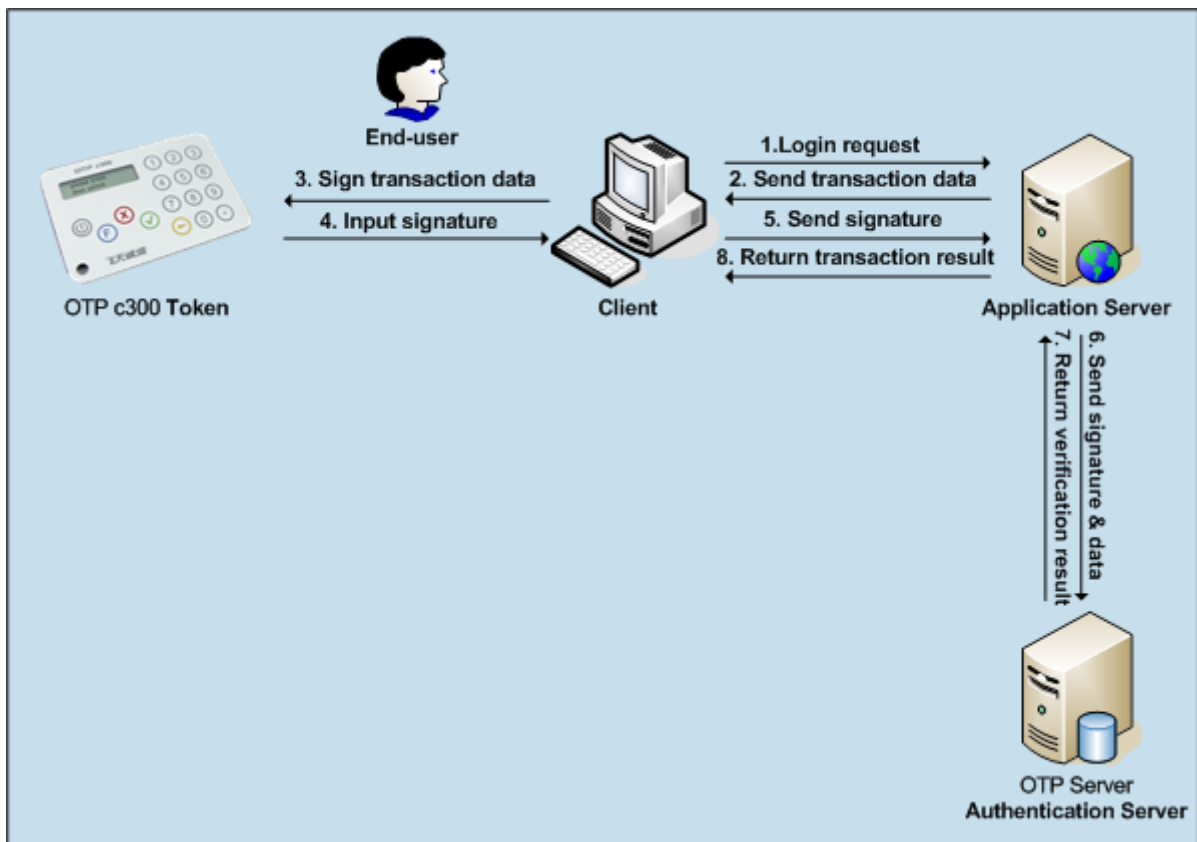 End-user
1.Login request
3. Sign transaction data
2. Send transaction data
4. Input signature
5. Send signature
8. Return transaction result
OTP c300 Token
Client
Application Server
6. Send signature & data
7. Return verification result
OTP Server
Authentication Server